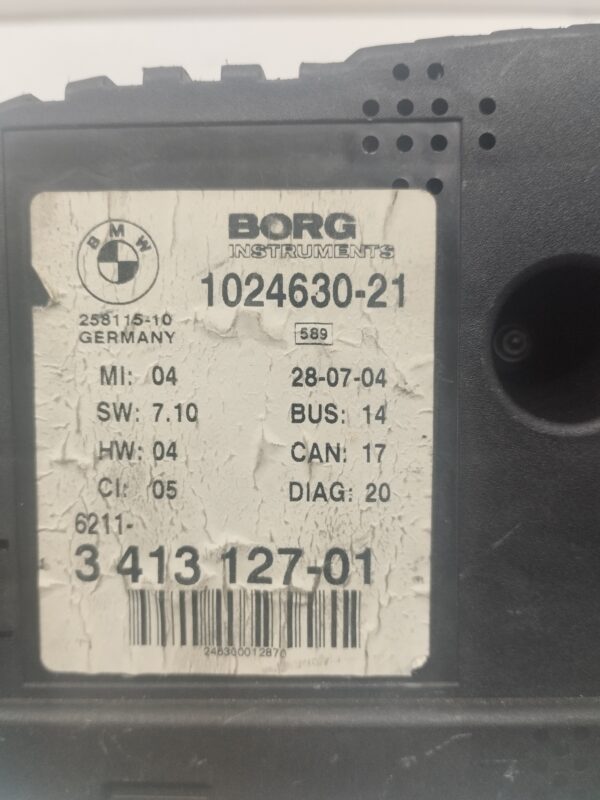 BMW
BORG
INSTRUMENTS
1024630-21
258115-10
GERMANY
589
MI: 04
28-07-04
SW: 7.10
BUS: 14
HW: 04
CAN: 17
CI: 05
DIAG: 20
6211-
3 413 127-01